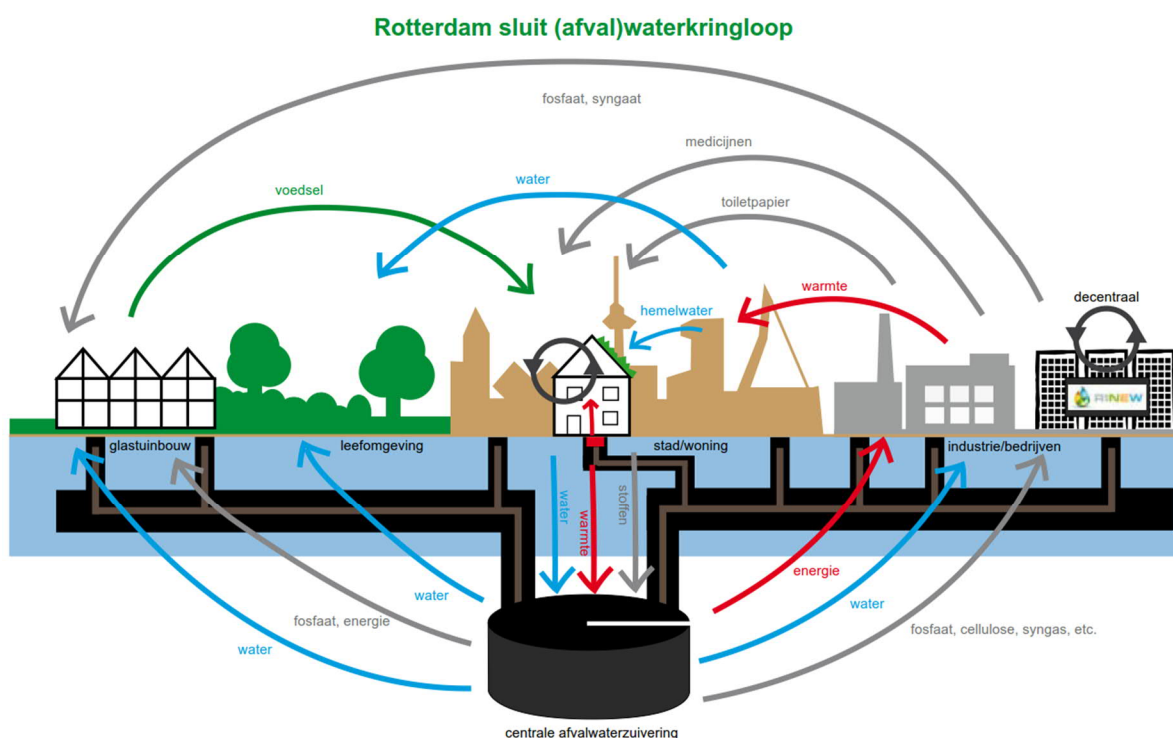 Rotterdam sluit (afval)waterkringloop
fosfaat, syngaat
medicijnen
voedsel
water
toiletpapier
warmte
decentraal
hemelwater
RINEW
glastuinbouw
leefomgeving
stad/woning
industrie/bedrijven
water
warmte
stoffen
energie
water
water
fosfaat, energie
fosfaat, cellulose, syngas, etc.
water
centrale afvalwaterzuivering